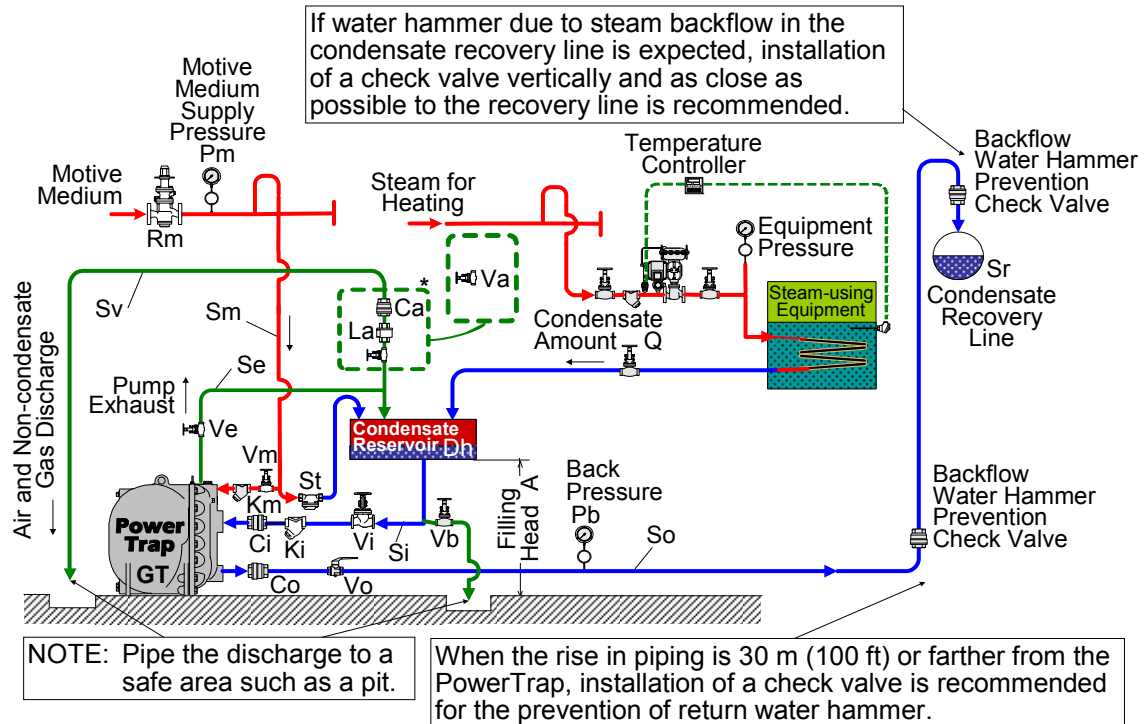 If water hammer due to steam backflow in the
condensate recovery line is expected, installation
of a check valve vertically and as close as
possible to the recovery line is recommended.
Motive
Medium
Supply
Pressure
Pm
Motive
Medium
Rm
Steam for
Heating
Temperature
Controller
Equipment
Pressure
Backflow
Water Hammer
Prevention
Check Valve
Sr
Condensate
Recovery
Line
Steam-using
Equipment
Sv
Sm
*
Va
Ca
La
Condensate
Amount Q
Se
Pump
Exhaust
Ve
Air and Non-condensate
Gas Discharge
Condensate
Reservoir
Dh
Vm
Km
St
Filling
Head A
Back
Pressure
Pb
So
Backflow
Water Hammer
Prevention
Check Valve
Power
Trap
GT
Ci
Ki
Vi
Si
Vb
Co
Vo
NOTE: Pipe the discharge to a
safe area such as a pit.
When the rise in piping is 30 m (100 ft) or farther from the
PowerTrap, installation of a check valve is recommended
for the prevention of return water hammer.